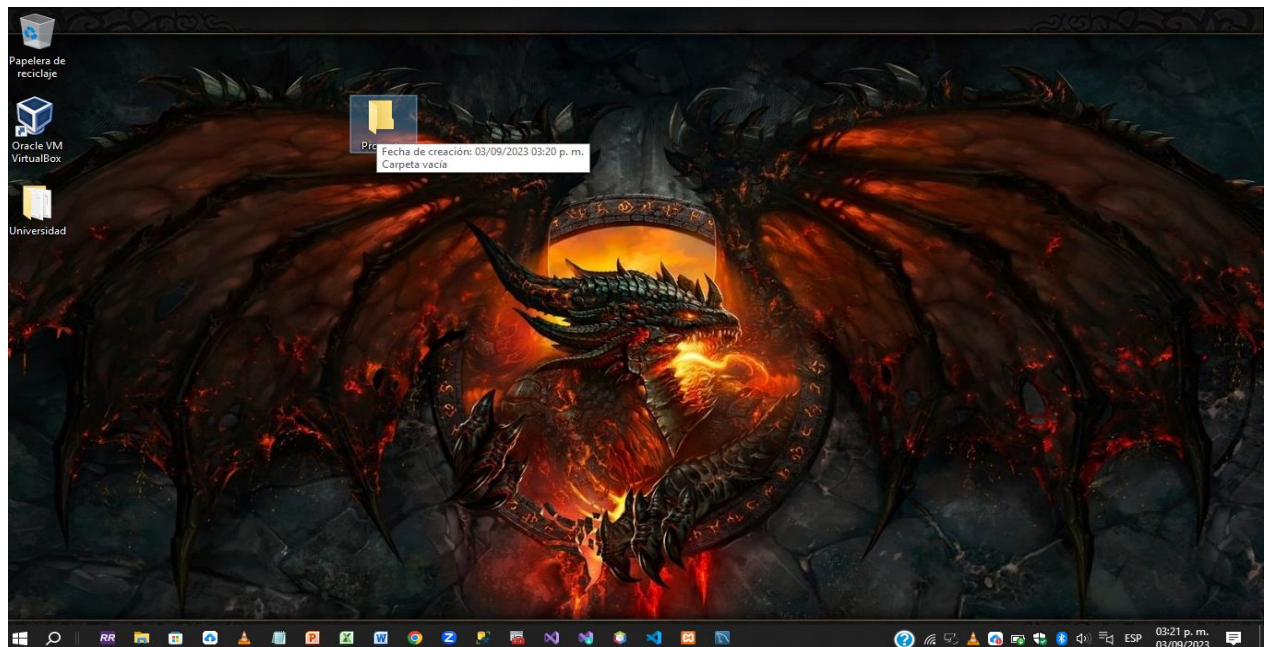 Papelera de
reciclaje
Oracle VM
VirtualBox
Universidad
Fecha de creación: 03/09/2023 03:20 p. m.
Carpeta vacía
RR
P
X
W
Z
?
ESP
03:21 p. m.
03/09/2023